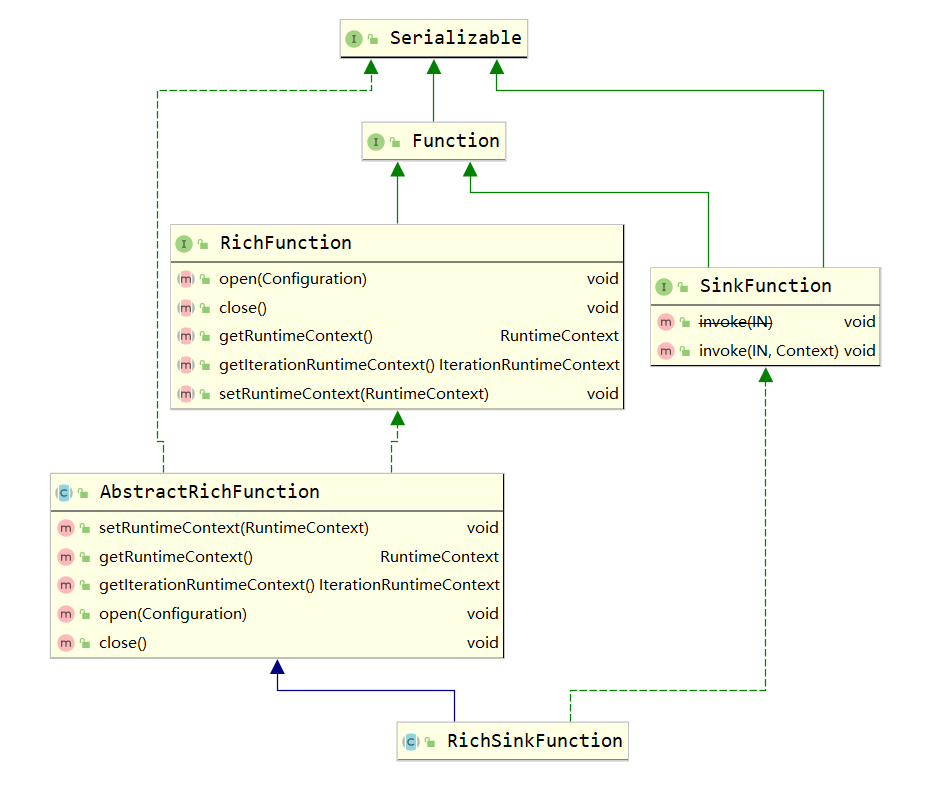 Serializable
Function
RichFunction
open(Configuration) void
close() void
getRuntimeContext() RuntimeContext
getIterationRuntimeContext() IterationRuntimeContext
setRuntimeContext(RuntimeContext) void
SinkFunction
invoke(IN) void
invoke(IN, Context) void
AbstractRichFunction
setRuntimeContext(RuntimeContext) void
getRuntimeContext() RuntimeContext
getIterationRuntimeContext() IterationRuntimeContext
open(Configuration) void
close() void
RichSinkFunction